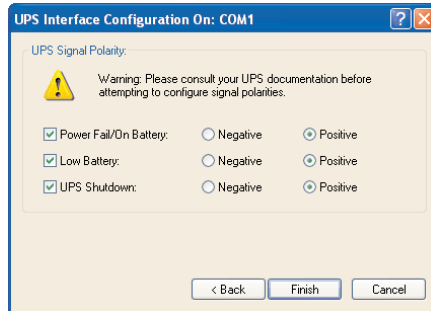 UPS Interface Configuration On: COM1
UPS Signal Polarity:
Warning: Please consult your UPS documentation before
attempting to configure signal polarities.
Power Fail/On Battery: Negative Positive
Low Battery: Negative Positive
UPS Shutdown: Negative Positive
< Back Finish Cancel